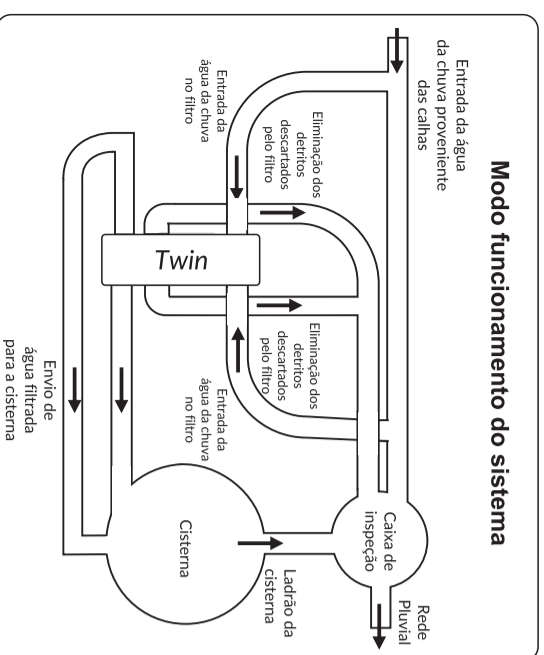 Modo funcionamento do sistema
Entrada da água
da chuva proveniente
das calhas
Entrada da
água da chuva
no filtro
Eliminação dos
detritos
descartados
pelo filtro
Twin
Eliminação dos
detritos
descartados
pelo filtro
Entrada da
água da chuva
no filtro
Envio de
água filtrada
para a cisterna
Cisterna
Ladrão da
cisterna
Caixa de
inspeção
Rede
Pluvial